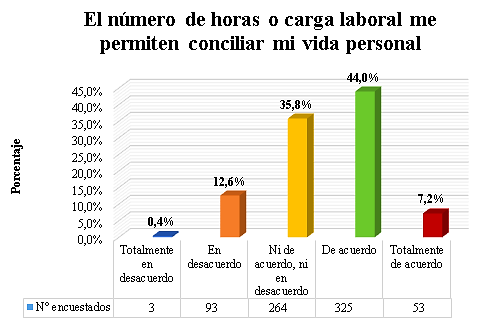 El número de horas o carga laboral me
permiten conciliar mi vida personal
Porcentaje
45,0%
40,0%
35,0%
30,0%
25,0%
20,0%
15,0%
10,0%
5,0%
0,0%
0,4%
12,6%
35,8%
44,0%
7,2%
Totalmente
en
desacuerdo
En
desacuerdo
Ni de
acuerdo, ni
en
desacuerdo
De acuerdo
Totalmente
de acuerdo
N° encuestados 3 93 264 325 53